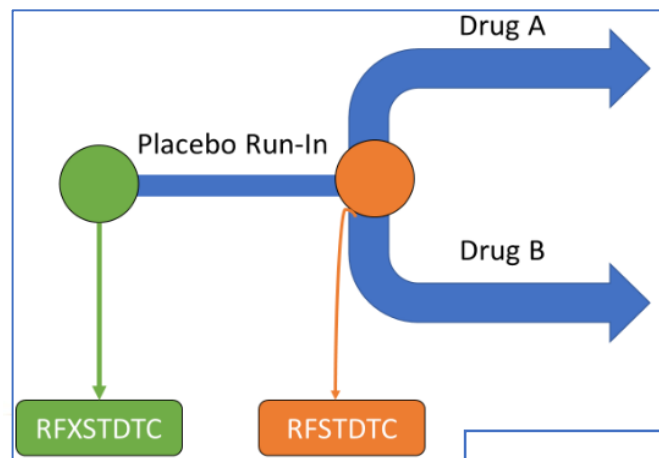 Drug A
Placebo Run-In
Drug B
RFXSTDTC
RFSTDTC